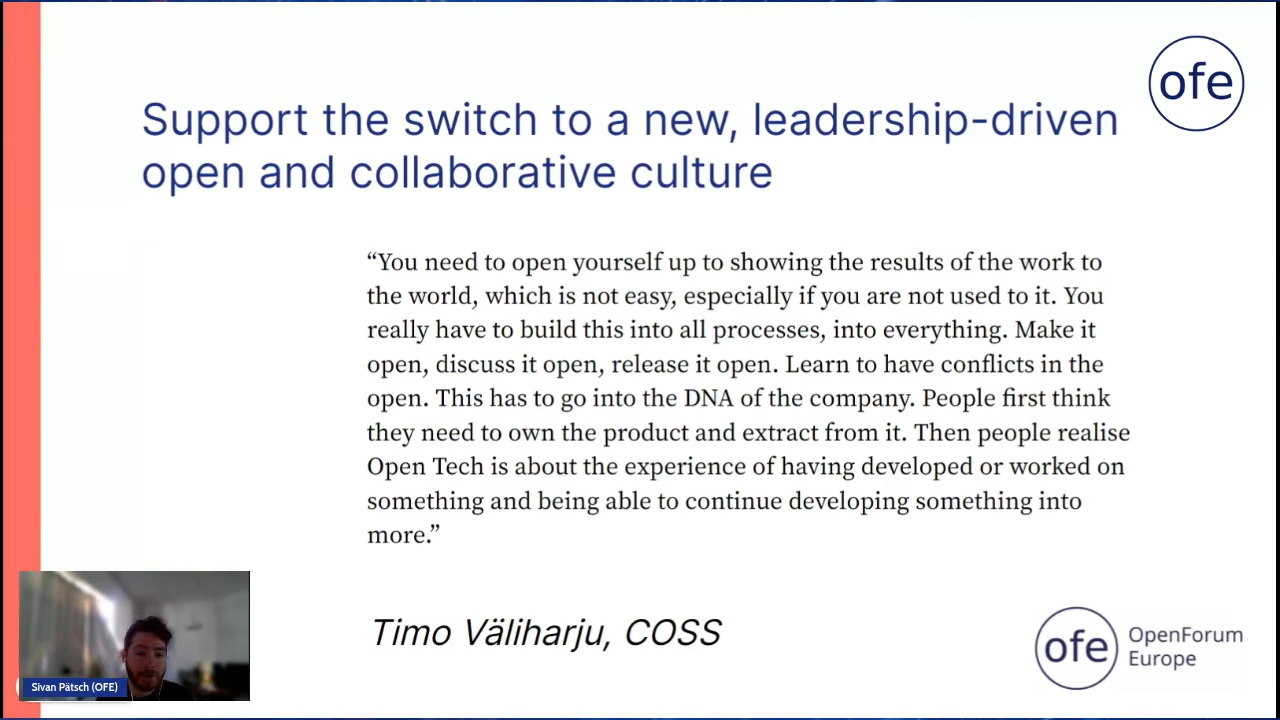 ofe
Support the switch to a new, leadership-driven
open and collaborative culture
“You need to open yourself up to showing the results of the work to
the world, which is not easy, especially if you are not used to it. You
really have to build this into all processes, into everything. Make it
open, discuss it open, release it open. Learn to have conflicts in the
open. This has to go into the DNA of the company. People first think
they need to own the product and extract from it. Then people realise
Open Tech is about the experience of having developed or worked on
something and being able to continue developing something into
more.”
Timo Väliharju, COSS
Sivan Pätsch (OFE)
ofe
OpenForum
Europe